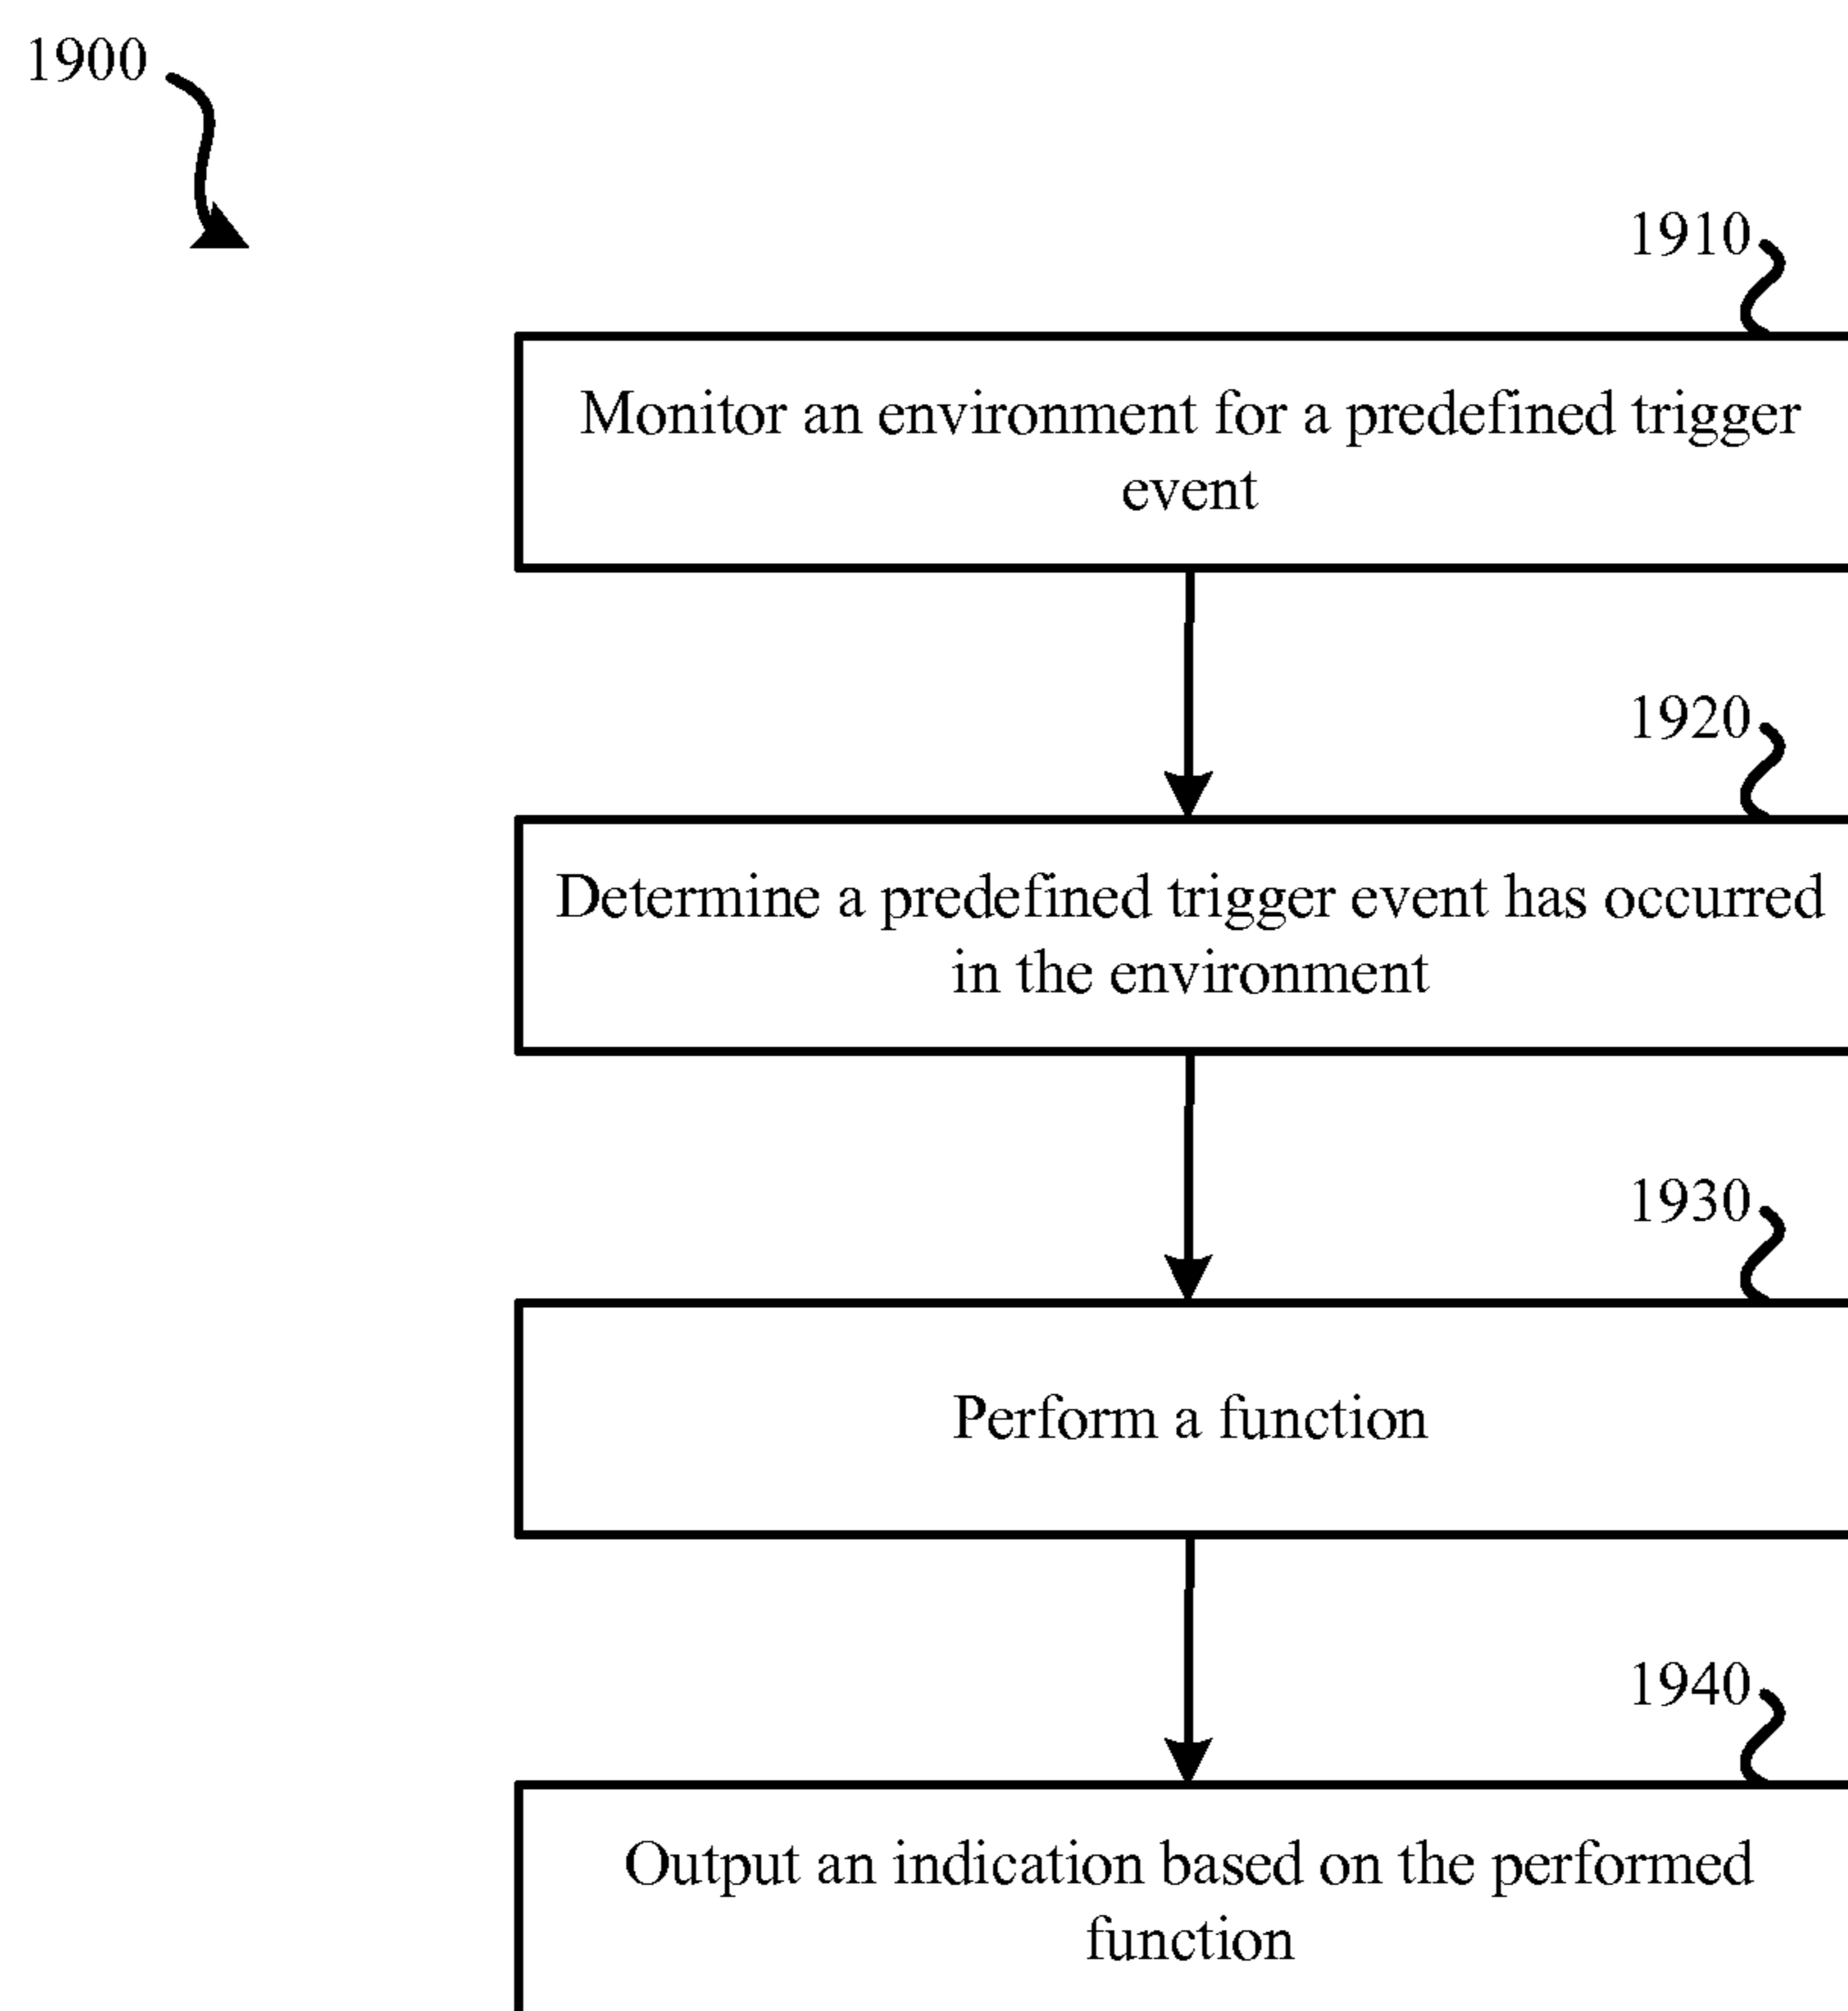 1900
1910
Monitor an environment for a predefined trigger
event
1920
Determine a predefined trigger event has occurred
in the environment
1930
Perform a function
1940
Output an indication based on the performed
function